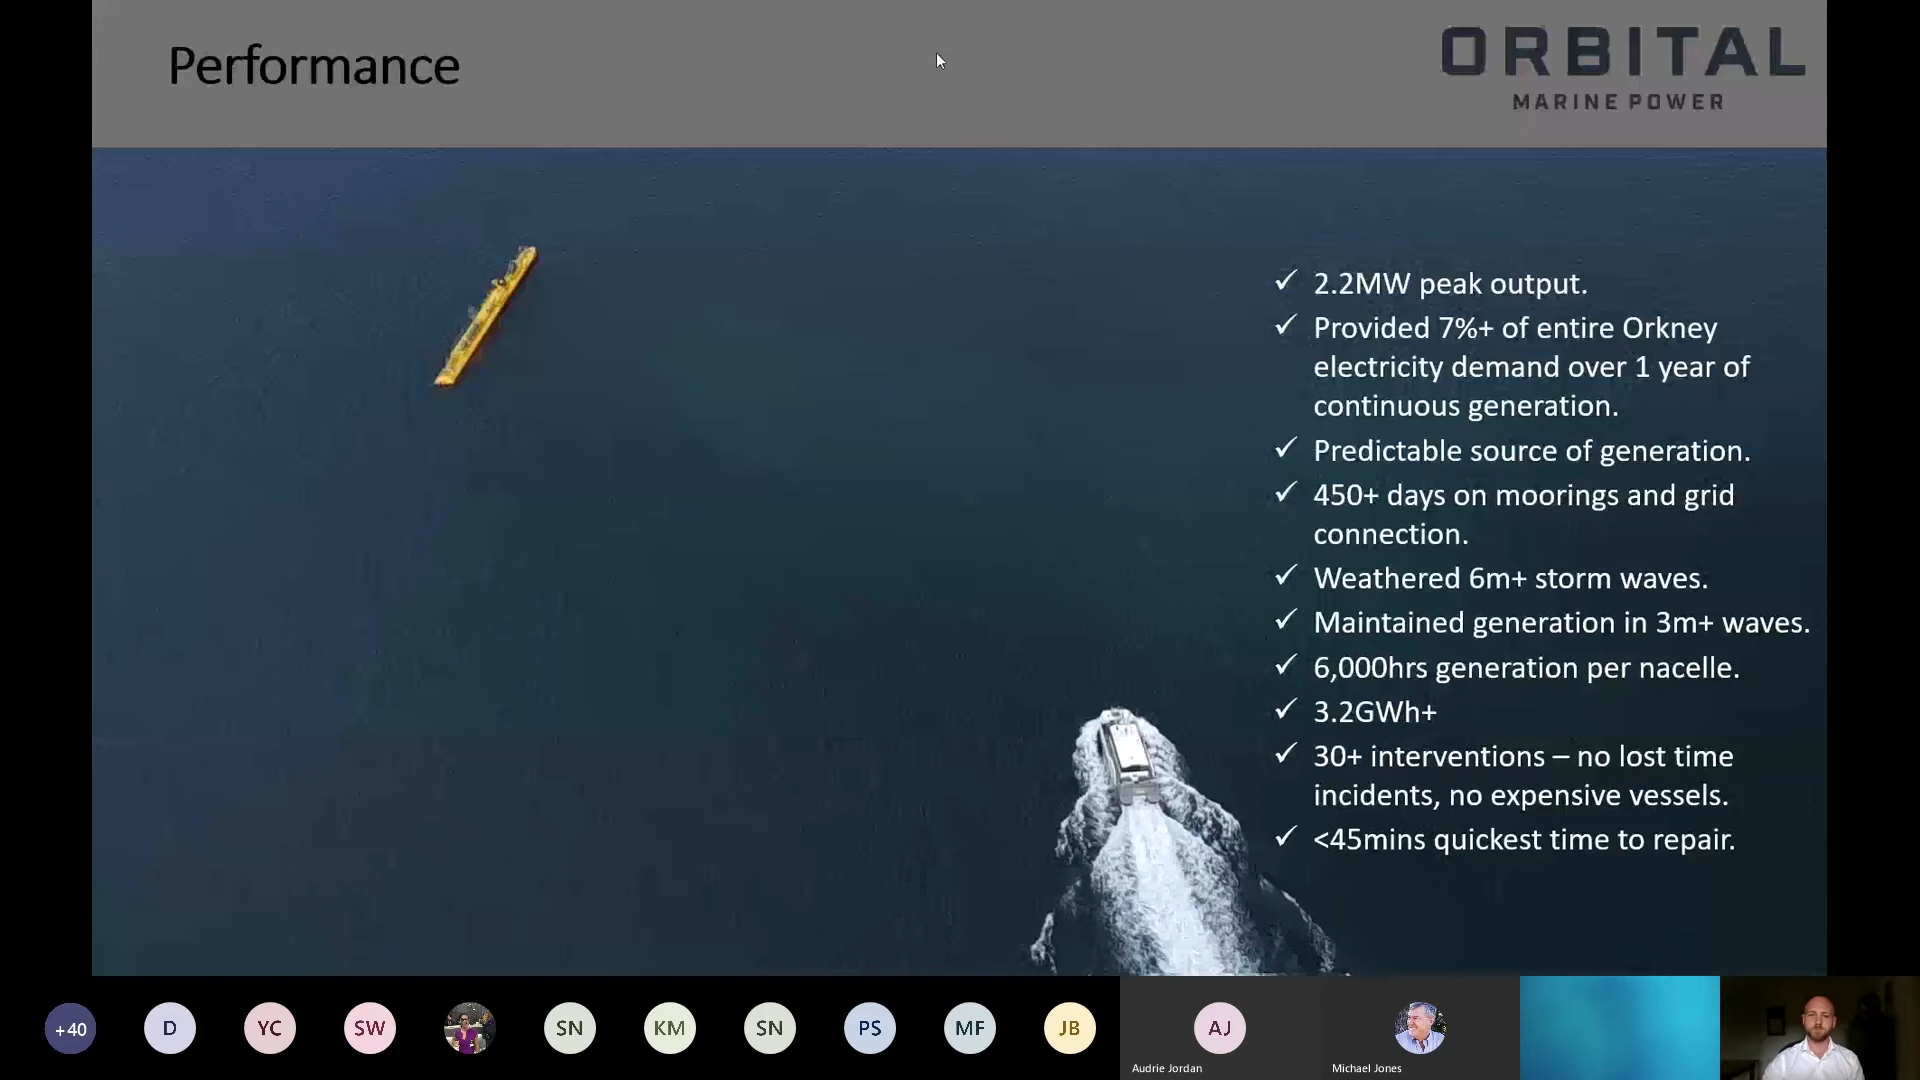 Performance
ORBITAL
MARINE POWER
✓ 2.2MW peak output.
✓ Provided 7%+ of entire Orkney
electricity demand over 1 year of
continuous generation.
✓ Predictable source of generation.
✓ 450+ days on moorings and grid
connection.
✓ Weathered 6m+ storm waves.
✓ Maintained generation in 3m+ waves.
✓ 6,000hrs generation per nacelle.
✓ 3.2GWh+
✓ 30+ interventions – no lost time
incidents, no expensive vessels.
✓ <45mins quickest time to repair.
+40
D
YC
SW
SN
KM
SN
PS
MF
JB
AJ
Audrie Jordan
Michael Jones